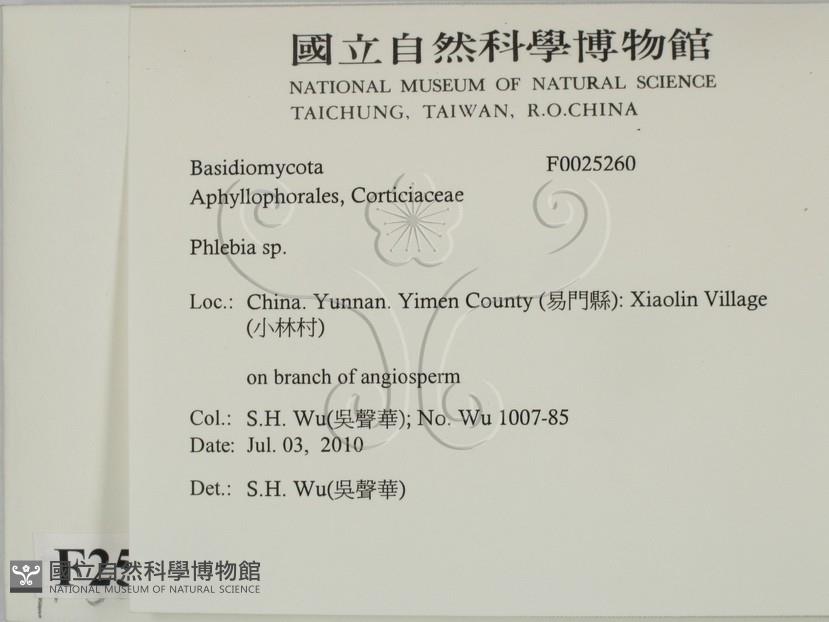 國立自然科學博物館
NATIONAL MUSEUM OF NATURAL SCIENCE
TAICHUNG, TAIWAN, R.O.CHINA
Basidiomycota F0025260
Aphyllophorales, Corticiaceae
Phlebia sp.
Loc.: China. Yunnan. Yimen County (易門縣): Xiaolin Village
(小林村)
on branch of angiosperm
Col.: S.H. Wu(吳聲華); No. Wu 1007-85
Date: Jul. 03, 2010
Det.: S.H. Wu(吳聲華)
F25
國立自然科學博物館
NATIONAL MUSEUM OF NATURAL SCIENCE